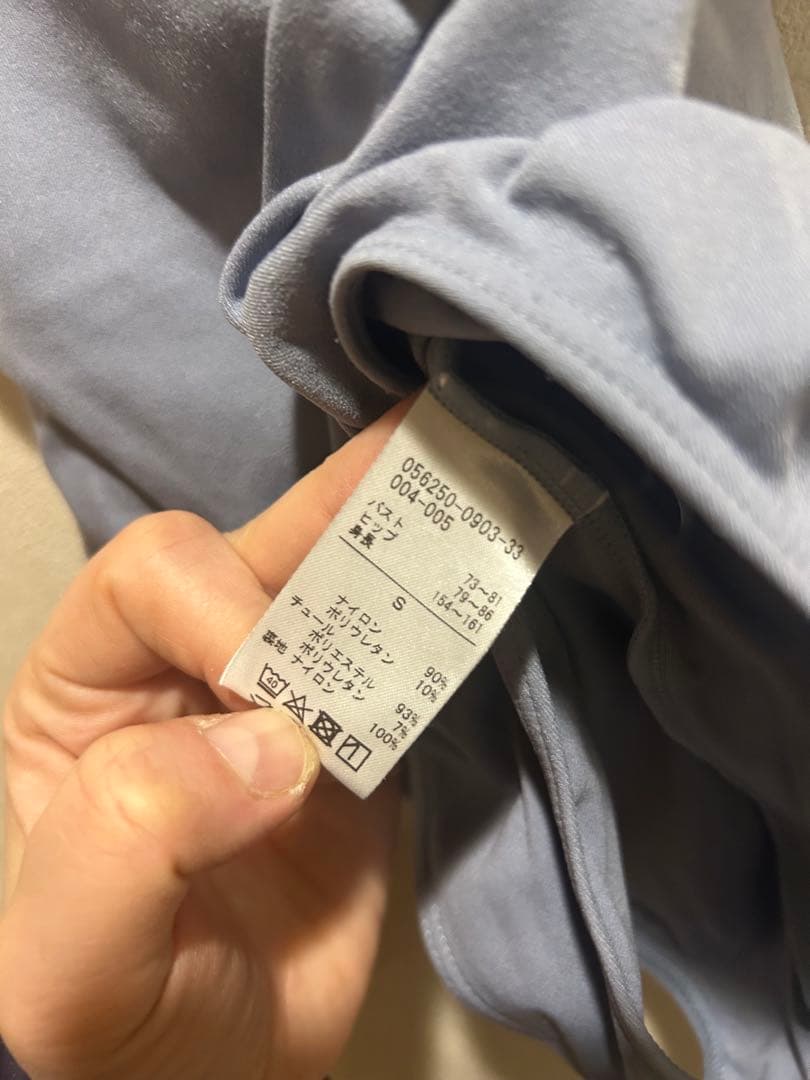 056250-0903-33
004-005
バスト 73~81
ヒップ 79~86
身長 154~161
S
ナイロン 90%
ポリウレタン 10%
チュール
ポリエステル 93%
ポリウレタン 7%
裏地 ナイロン 100%
40